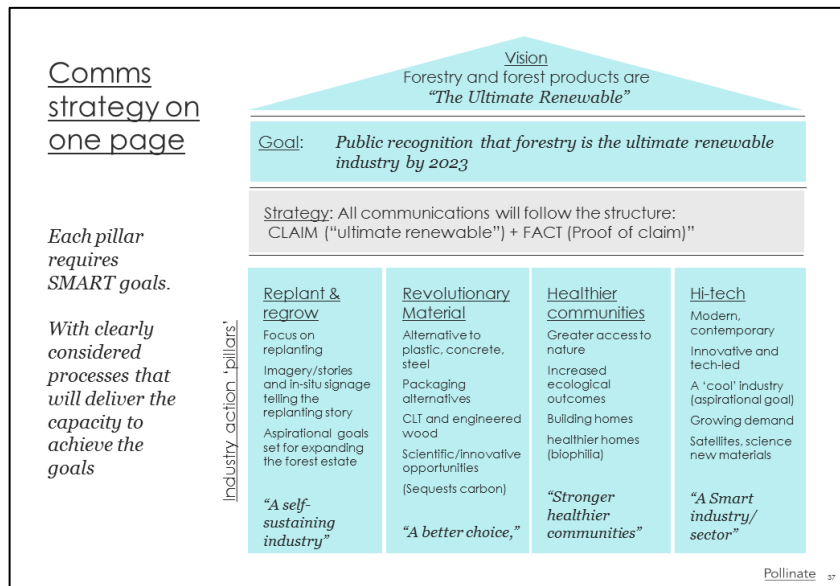 Comms
strategy on
one page
Each pillar
requires
SMART goals.
With clearly
considered
processes that
will deliver the
capacity to
achieve the
goals
Vision
Forestry and forest products are
“The Ultimate Renewable”
Goal: Public recognition that forestry is the ultimate renewable
industry by 2023
Strategy: All communications will follow the structure:
CLAIM (“ultimate renewable”) + FACT (Proof of claim)”
Industry action ‘pillars’
Replant &
regrow
Focus on
replanting
Imagery/stories
and in-situ signage
telling the
replanting story
Aspirational goals
set for expanding
the forest estate
“A self-
sustaining
industry”
Revolutionary
Material
Alternative to
plastic, concrete,
steel
Packaging
alternatives
CLT and engineered
wood
Scientific/innovative
opportunities
(Sequests carbon)
“A better choice,”
Healthier
communities
Greater access to
nature
Increased
ecological
outcomes
Building homes
healthier homes
(biophilia)
“Stronger
healthier
communities”
Hi-tech
Modern,
contemporary
Innovative and
tech-led
A ‘cool’ industry
(aspirational goal)
Growing demand
Satellites, science
new materials
“A Smart
industry/
sector”
Pollinate
37